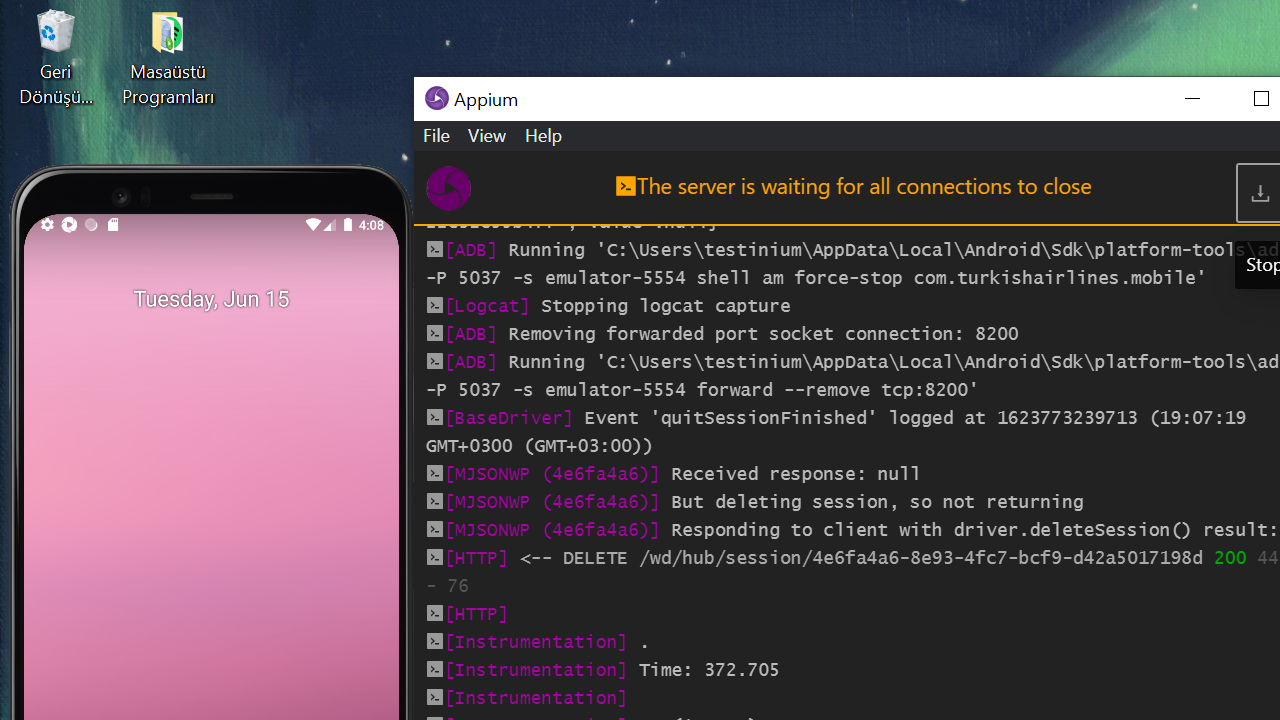 Geri
Dönüşü...
Masaüstü
Programları
4:08
Tuesday, Jun 15
Appium
File View Help
The server is waiting for all connections to close
Stop
[ADB] Running 'C:\Users\testinium\AppData\Local\Android\Sdk\platform-tools\ad
-P 5037 -s emulator-5554 shell am force-stop com.turkishairlines.mobile'
[Logcat] Stopping logcat capture
[ADB] Removing forwarded port socket connection: 8200
[ADB] Running 'C:\Users\testinium\AppData\Local\Android\Sdk\platform-tools\ad
-P 5037 -s emulator-5554 forward --remove tcp:8200'
[BaseDriver] Event 'quitSessionFinished' logged at 1623773239713 (19:07:19
GMT+0300 (GMT+03:00))
[MJSONWP (4e6fa4a6)] Received response: null
[MJSONWP (4e6fa4a6)] But deleting session, so not returning
[MJSONWP (4e6fa4a6)] Responding to client with driver.deleteSession() result:
[HTTP] <-- DELETE /wd/hub/session/4e6fa4a6-8e93-4fc7-bcf9-d42a5017198d 200 44
- 76
[HTTP]
[Instrumentation] .
[Instrumentation] Time: 372.705
[Instrumentation]